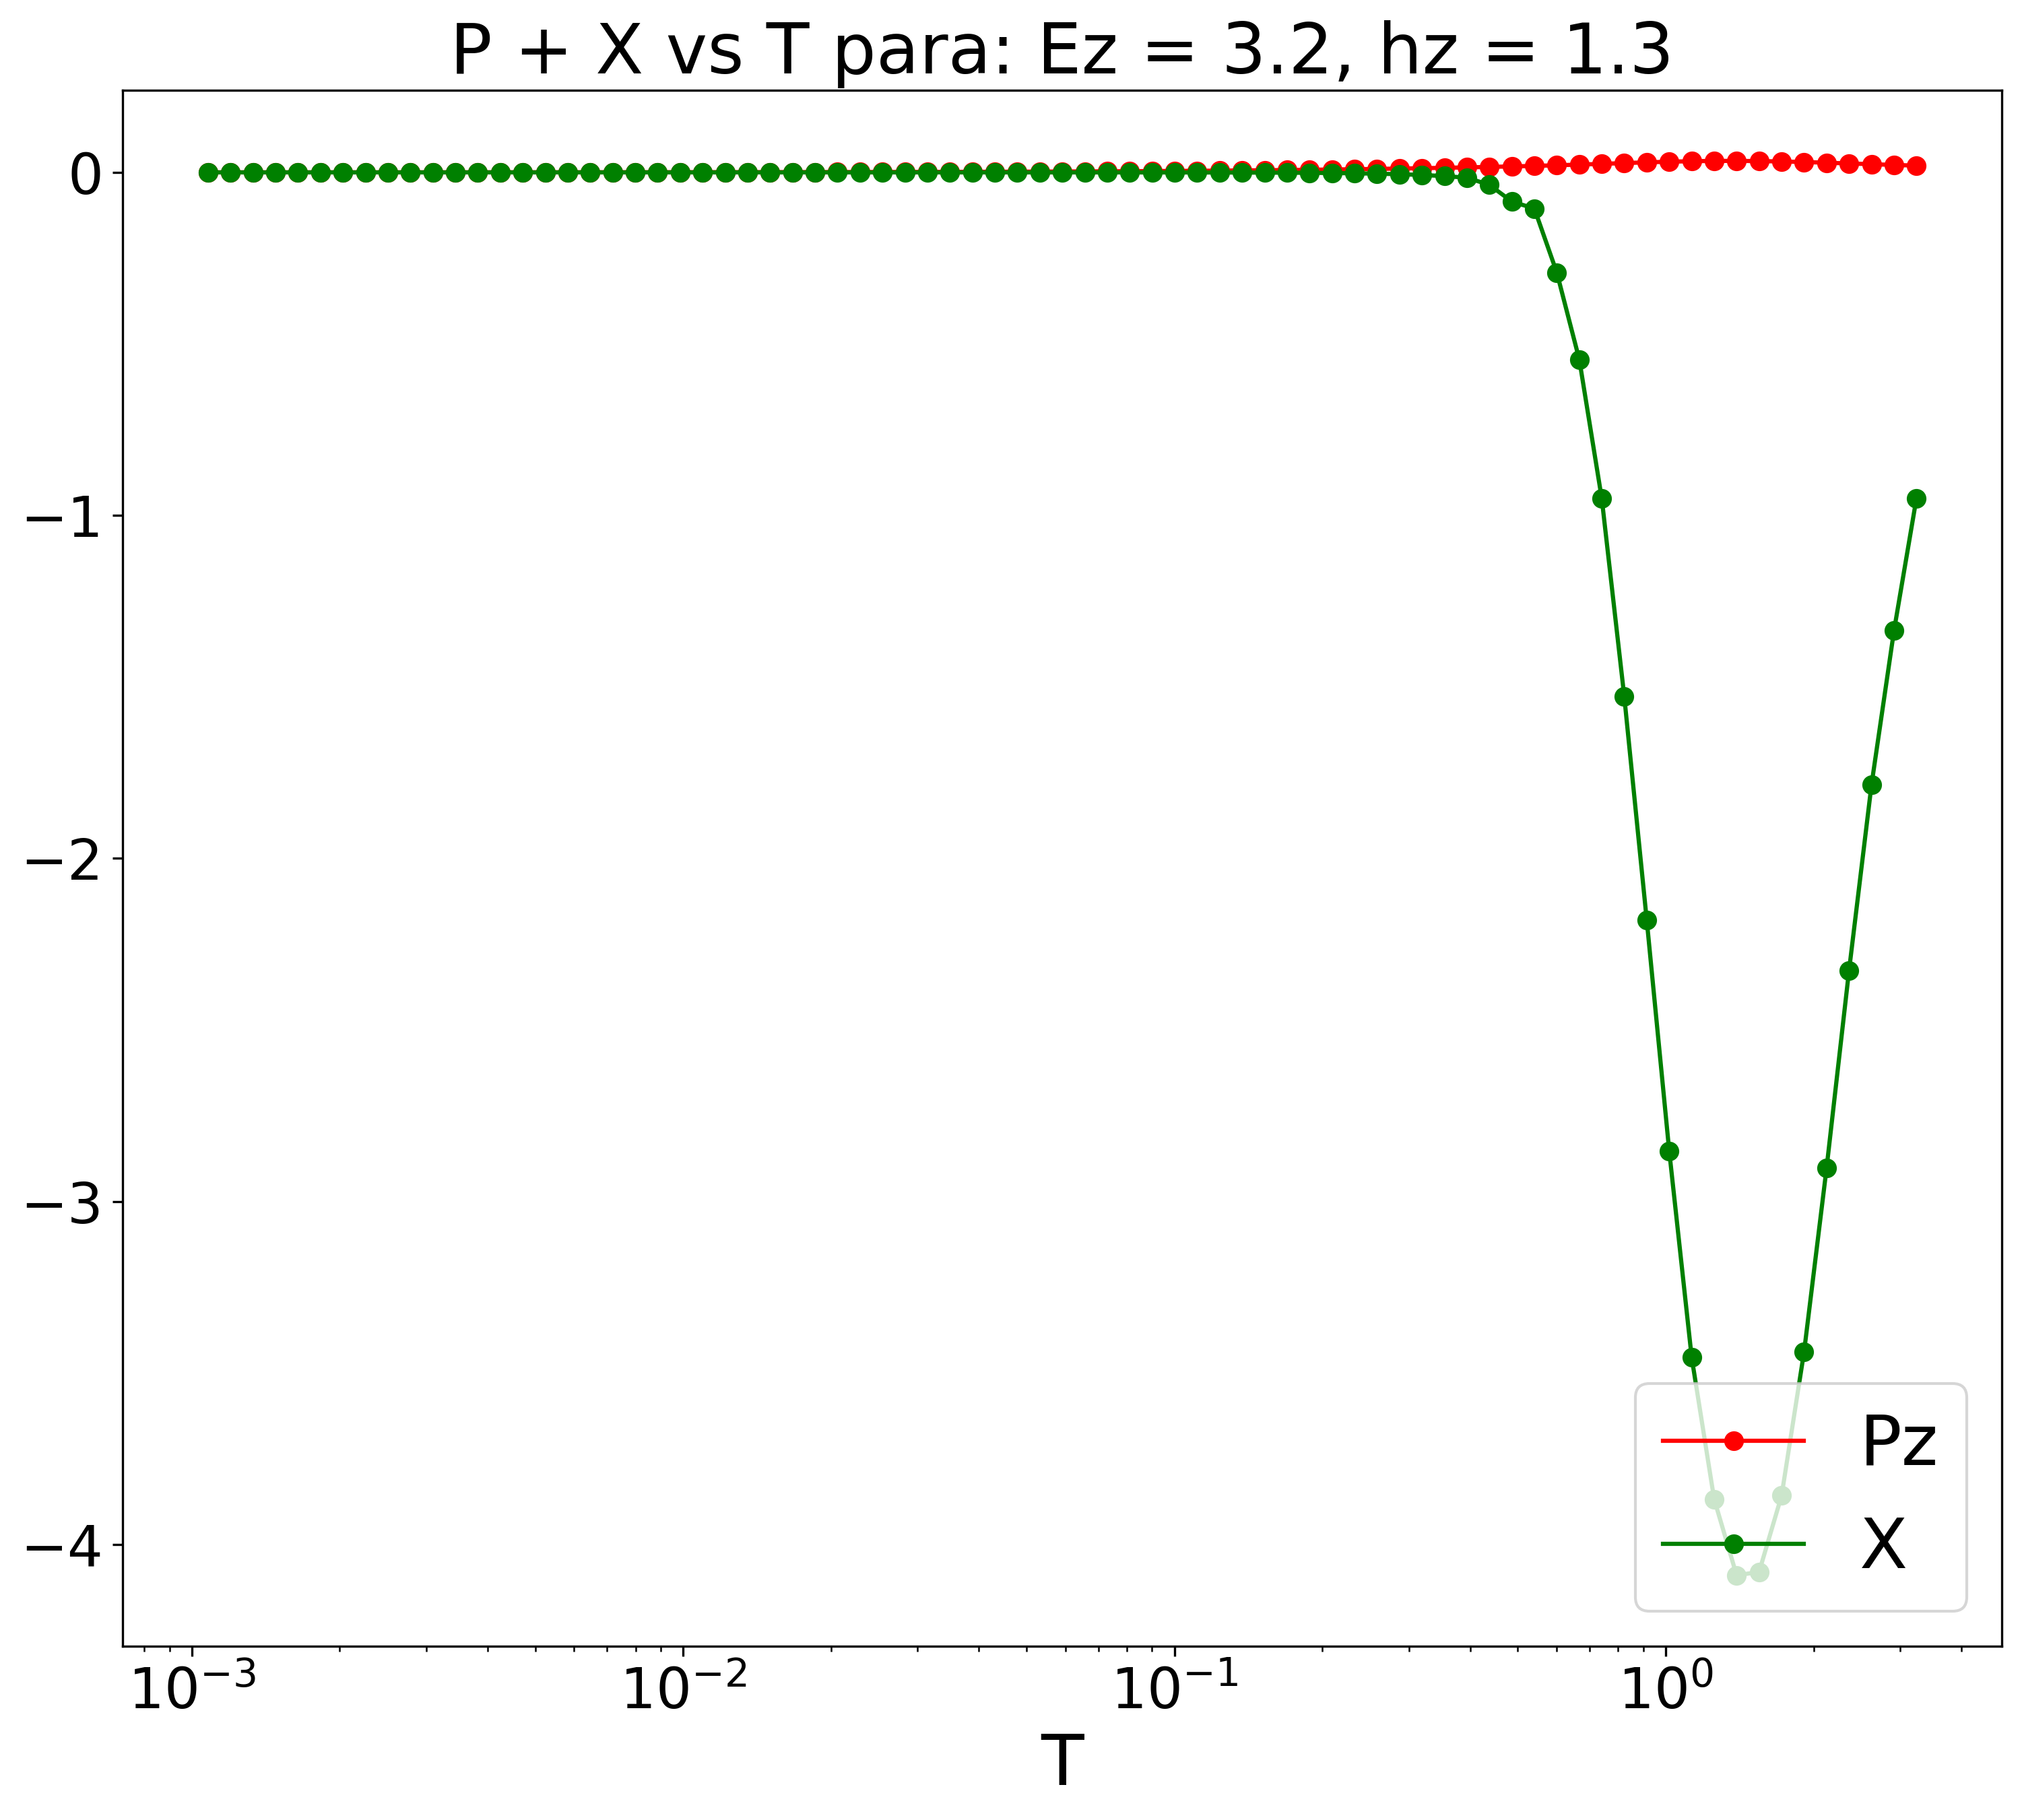 P + X vs T para: Ez = 3.2, hz = 1.3
0
−1
−2
−3
−4
Pz
X
10⁻³ 10⁻² 10⁻¹ 10⁰
T